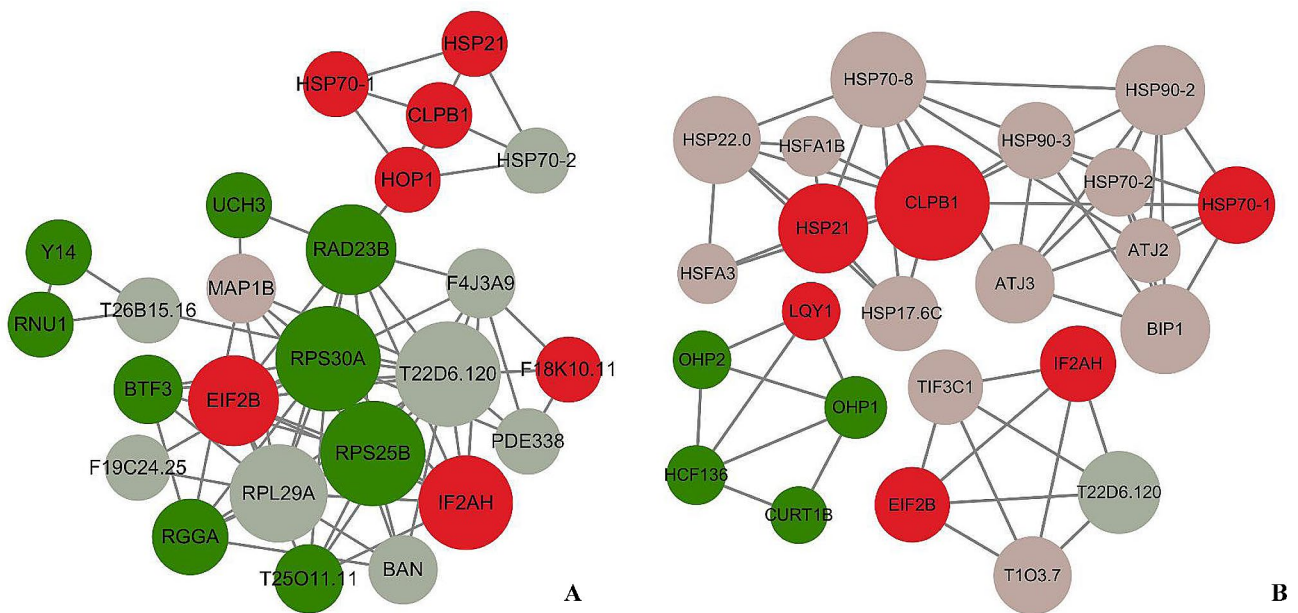 HSP21
HSP70-1
CLPB1
HSP70-2
HOP1
UCH3
RAD23B
Y14
F4J3A9
MAP1B
T26B15.16
RNU1
RPS30A
T22D6.120
F18K10.11
BTF3
EIF2B
PDE338
RPS25B
F19C24.25
RPL29A
IF2AH
RGGA
BAN
T25O11.11
A
HSP70-8
HSP90-2
HSP22.0
HSFA1B
HSP90-3
HSP70-2
CLPB1
HSP70-1
HSP21
ATJ2
HSFA3
ATJ3
HSP17.6C
BIP1
LQY1
OHP2
IF2AH
TIF3C1
OHP1
HCF136
T22D6.120
EIF2B
CURT1B
T1O3.7
B